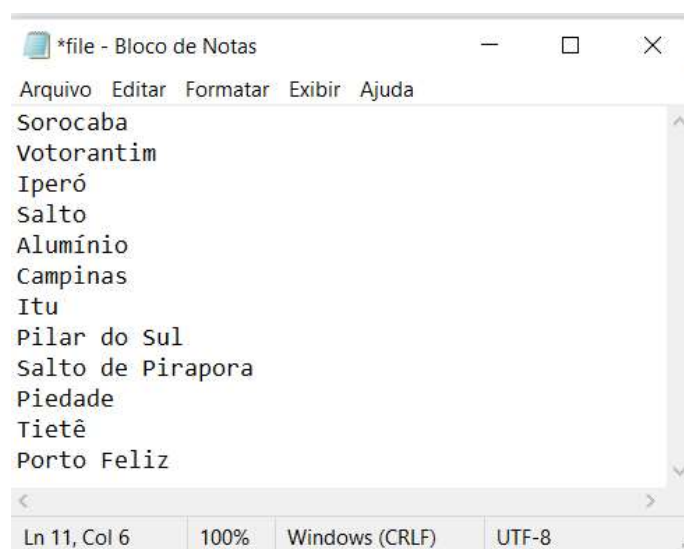 *file - Bloco de Notas
Arquivo Editar Formatar Exibir Ajuda
Sorocaba
Votorantim
Iperó
Salto
Alumínio
Campinas
Itu
Pilar do Sul
Salto de Pirapora
Piedade
Tietê
Porto Feliz
Ln 11, Col 6 100% Windows (CRLF) UTF-8